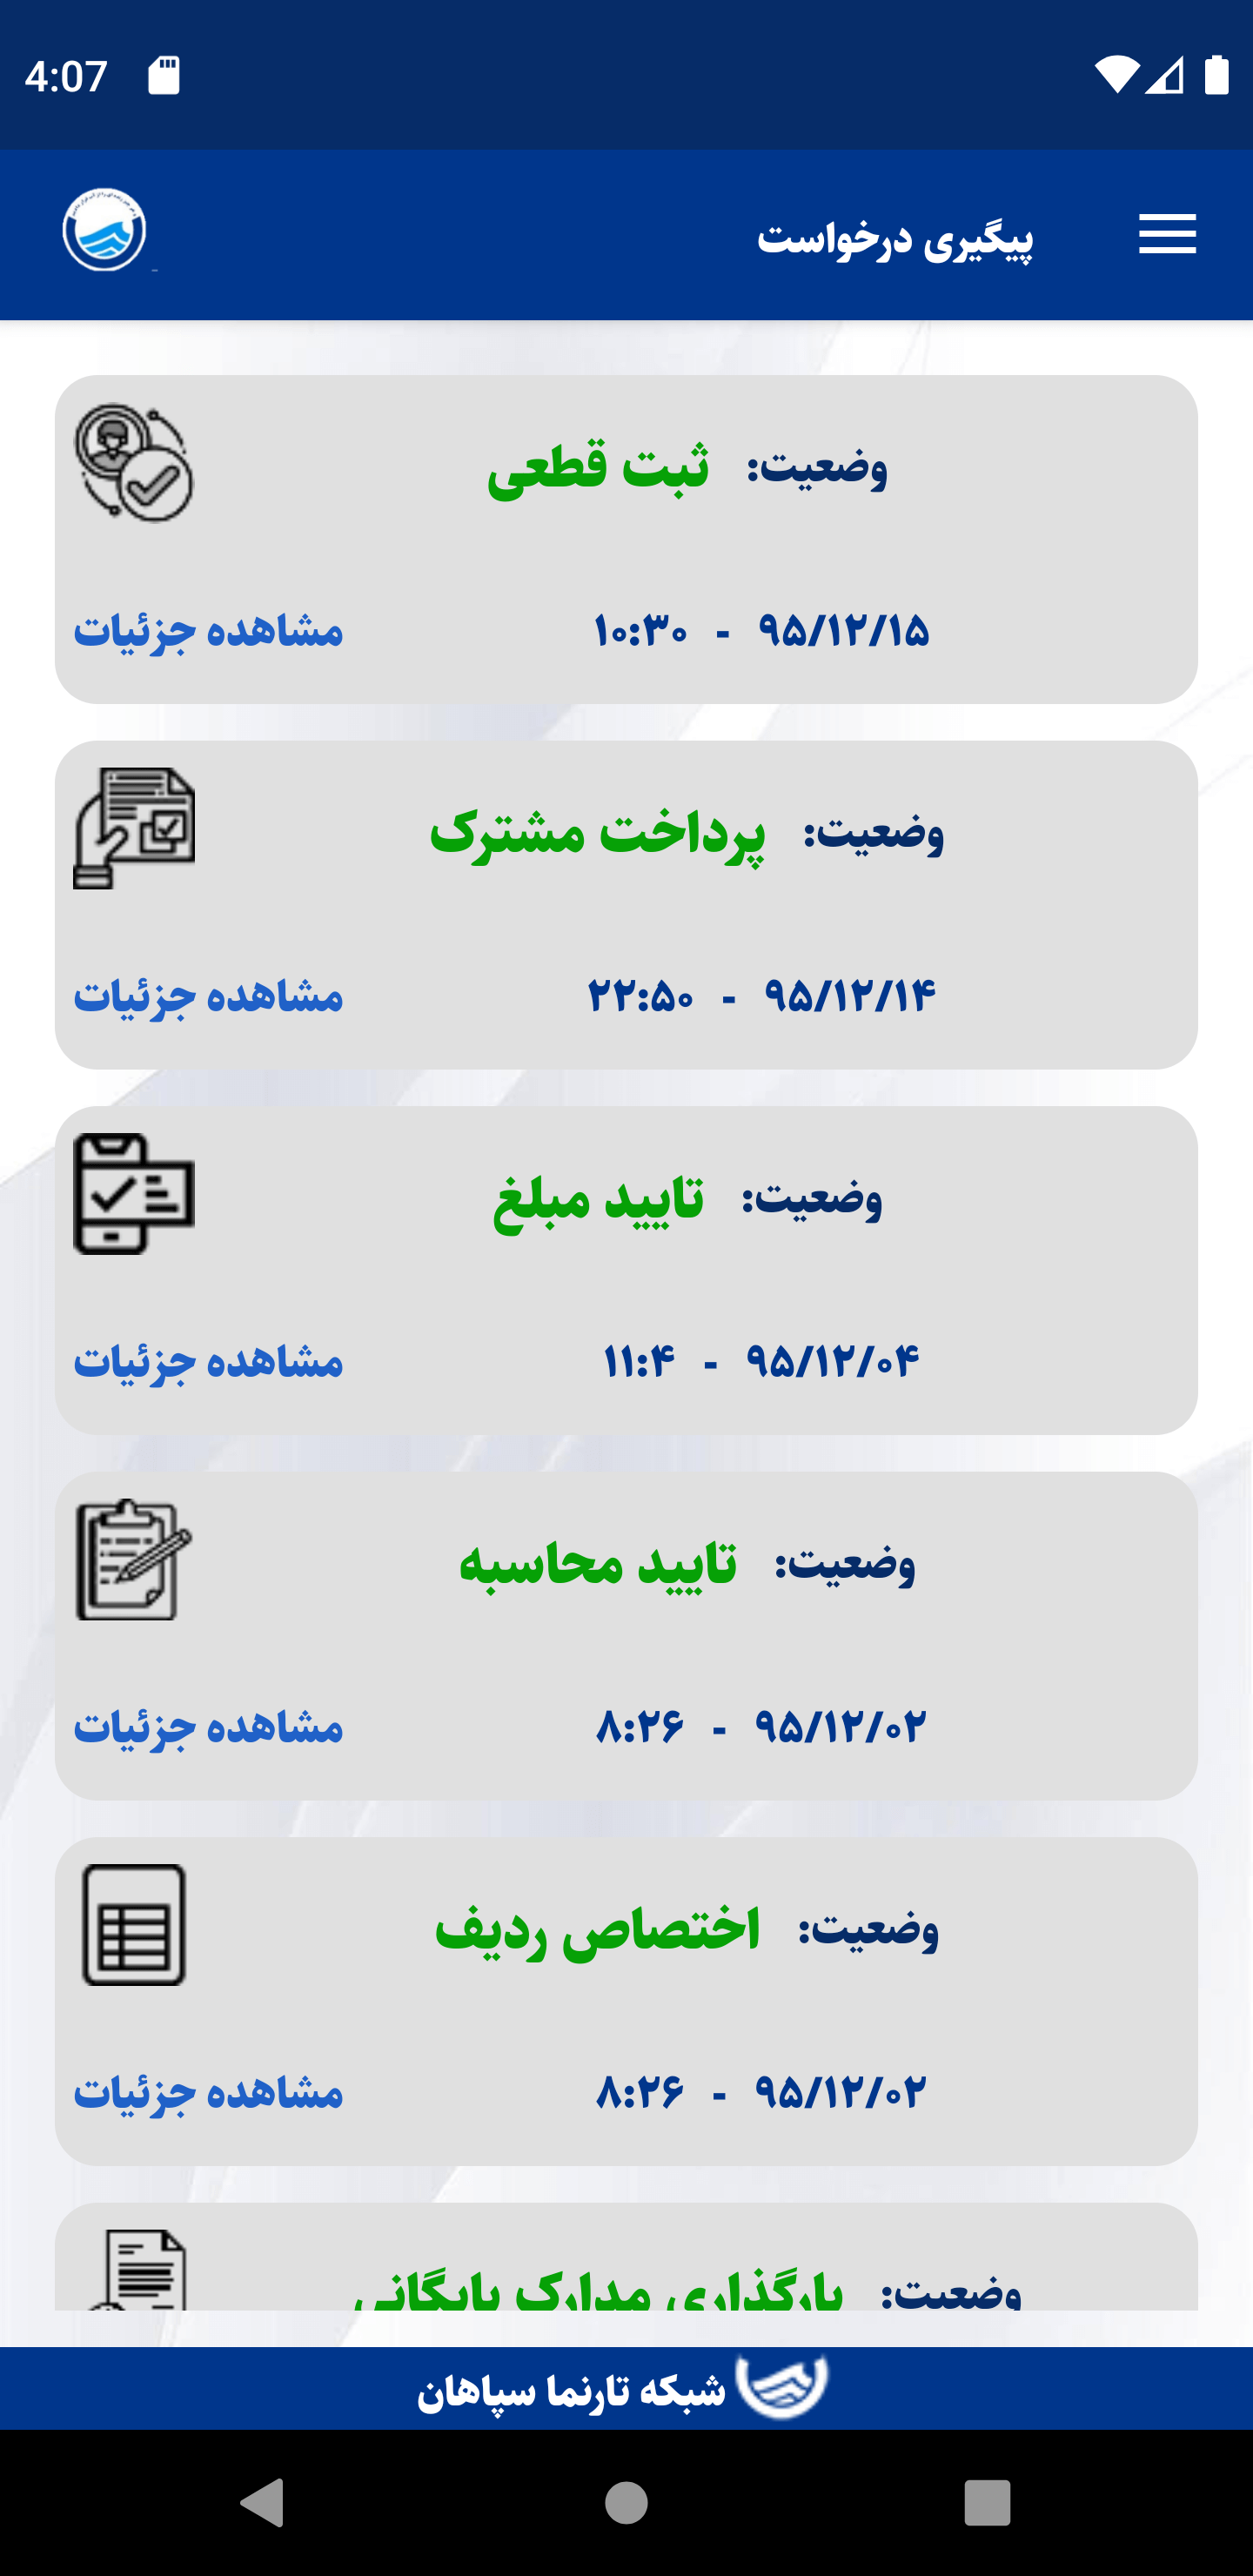 4:07
پیگیری درخواست
وضعیت: ثبت قطعی
۹۵/۱۲/۱۵ - ۱۰:۳۰ مشاهده جزئیات
وضعیت: پرداخت مشترک
۹۵/۱۲/۱۴ - ۲۲:۵۰ مشاهده جزئیات
وضعیت: تایید مبلغ
۹۵/۱۲/۰۴ - ۱۱:۴ مشاهده جزئیات
وضعیت: تایید محاسبه
۹۵/۱۲/۰۲ - ۸:۲۶ مشاهده جزئیات
وضعیت: اختصاص ردیف
۹۵/۱۲/۰۲ - ۸:۲۶ مشاهده جزئیات
وضعیت: بارگذاری مدارک بایگانی
شبکه تارنما سپاهان